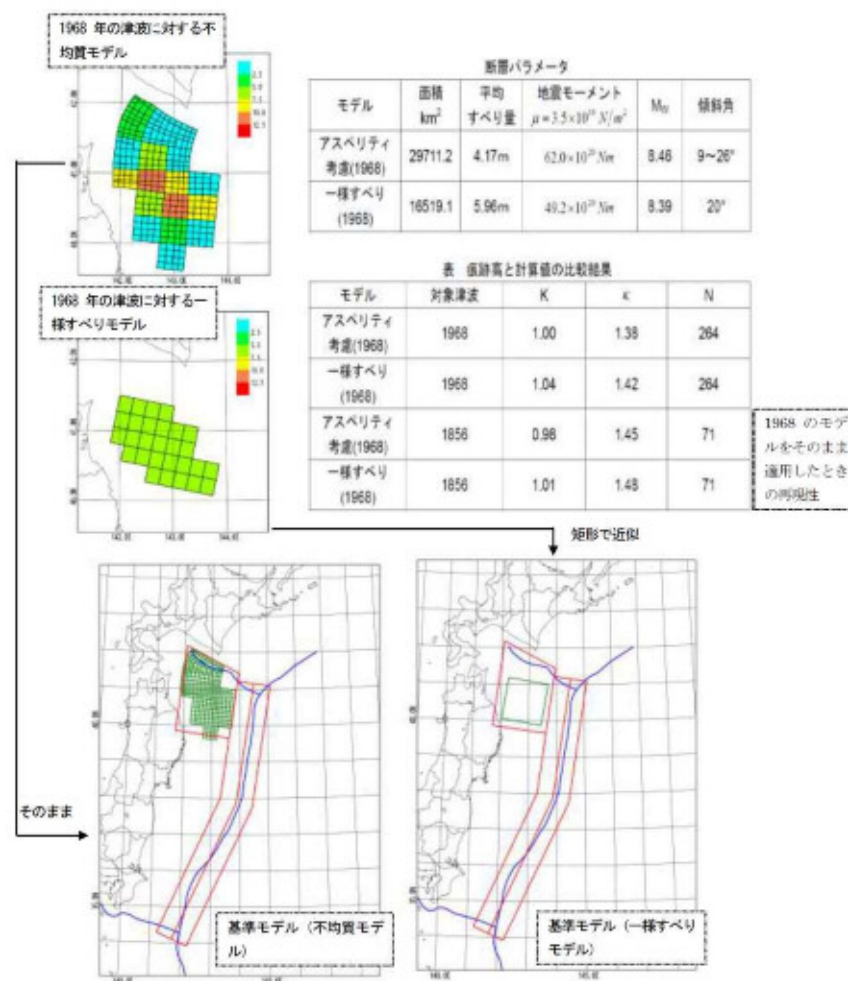 1968 年の津波に対する不
均質モデル
断層パラメータ
モデル 面積 km² 平均 すべり量 地震モーメント μ=3.5×10¹⁰ N/m² Mw 傾斜角
アスペリティ
考慮(1968) 29711.2 4.17m 62.0×10²⁰ Nm 8.46 9～26°
一様すべり
(1968) 16519.1 5.96m 49.2×10²⁰ Nm 8.39 20°
1968 年の津波に対する一
様すべりモデル
表 痕跡高と計算値の比較結果
モデル 対象津波 K κ N
アスペリティ
考慮(1968) 1968 1.00 1.38 264
一様すべり
(1968) 1968 1.04 1.42 264
アスペリティ
考慮(1968) 1856 0.98 1.45 71
一様すべり
(1968) 1856 1.01 1.48 71
1968 のモデ
ルをそのまま
適用したとき
の再現性
矩形で近似
そのまま
基準モデル（不均質モデ
ル）
基準モデル（一様すべり
モデル）